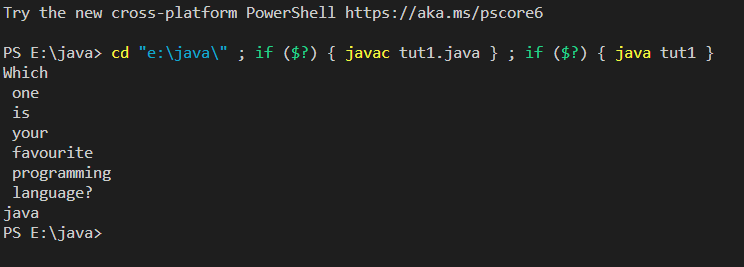 Try the new cross-platform PowerShell https://aka.ms/pscore6
PS E:\java> cd "e:\java\" ; if ($?) { javac tut1.java } ; if ($?) { java tut1 }
Which
one
is
your
favourite
programming
language?
java
PS E:\java>